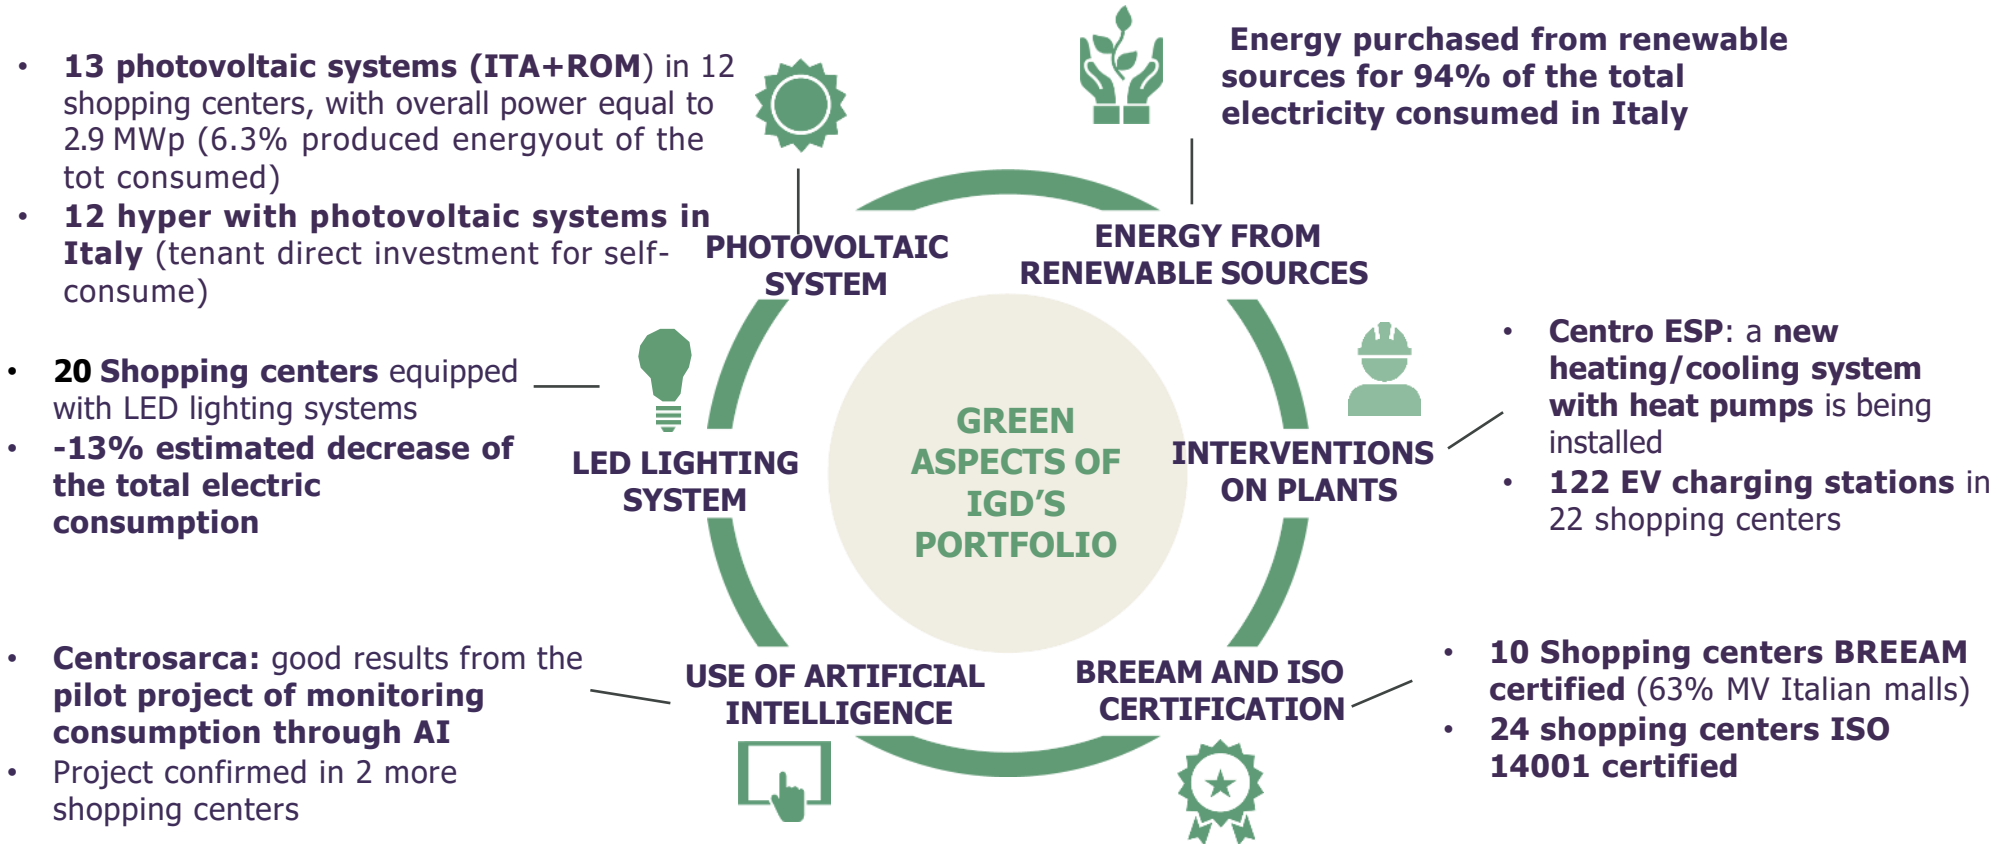 • 13 photovoltaic systems (ITA+ROM) in 12
shopping centers, with overall power equal to
2.9 MWp (6.3% produced energyout of the
tot consumed)
• 12 hyper with photovoltaic systems in
Italy (tenant direct investment for self-
consume)
PHOTOVOLTAIC
SYSTEM
Energy purchased from renewable
sources for 94% of the total
electricity consumed in Italy
ENERGY FROM
RENEWABLE SOURCES
• 20 Shopping centers equipped
with LED lighting systems
• -13% estimated decrease of
the total electric
consumption
LED LIGHTING
SYSTEM
GREEN
ASPECTS OF
IGD’S
PORTFOLIO
INTERVENTIONS
ON PLANTS
• Centro ESP: a new
heating/cooling system
with heat pumps is being
installed
• 122 EV charging stations in
22 shopping centers
• Centrosarca: good results from the
pilot project of monitoring
consumption through AI
• Project confirmed in 2 more
shopping centers
USE OF ARTIFICIAL
INTELLIGENCE
BREEAM AND ISO
CERTIFICATION
• 10 Shopping centers BREEAM
certified (63% MV Italian malls)
• 24 shopping centers ISO
14001 certified